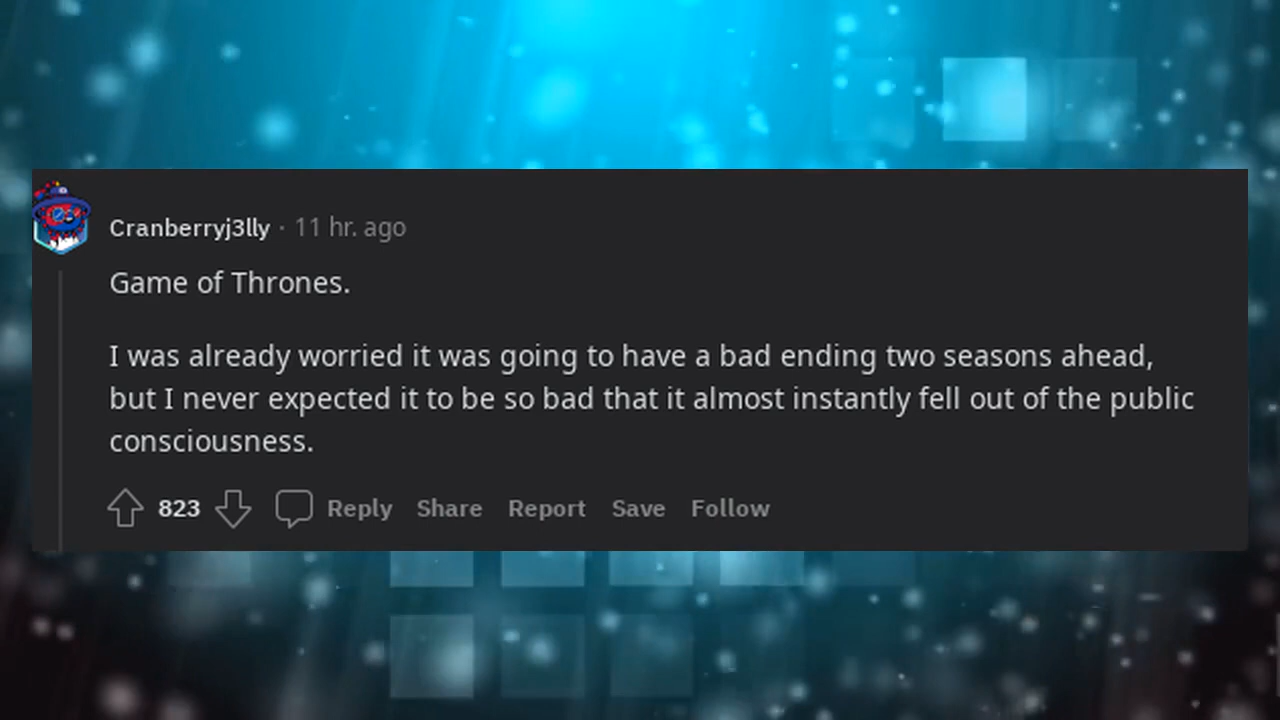 Cranberryj3lly · 11 hr. ago
Game of Thrones.
I was already worried it was going to have a bad ending two seasons ahead,
but I never expected it to be so bad that it almost instantly fell out of the public
consciousness.
823 Reply Share Report Save Follow